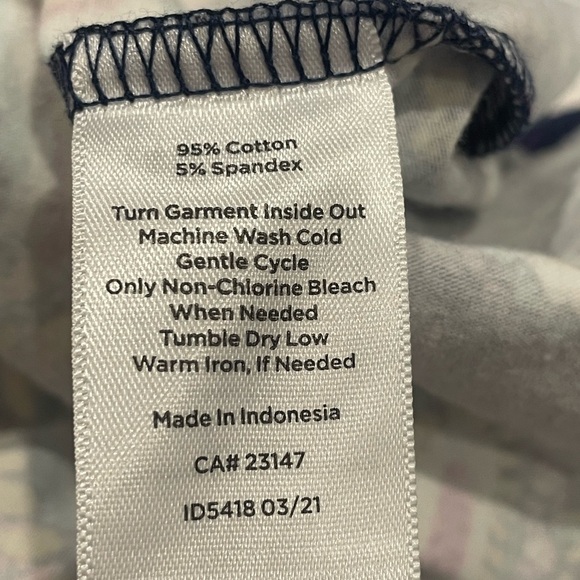 95% Cotton
5% Spandex
Turn Garment Inside Out
Machine Wash Cold
Gentle Cycle
Only Non-Chlorine Bleach
When Needed
Tumble Dry Low
Warm Iron, If Needed
Made In Indonesia
CA# 23147
ID5418 03/21